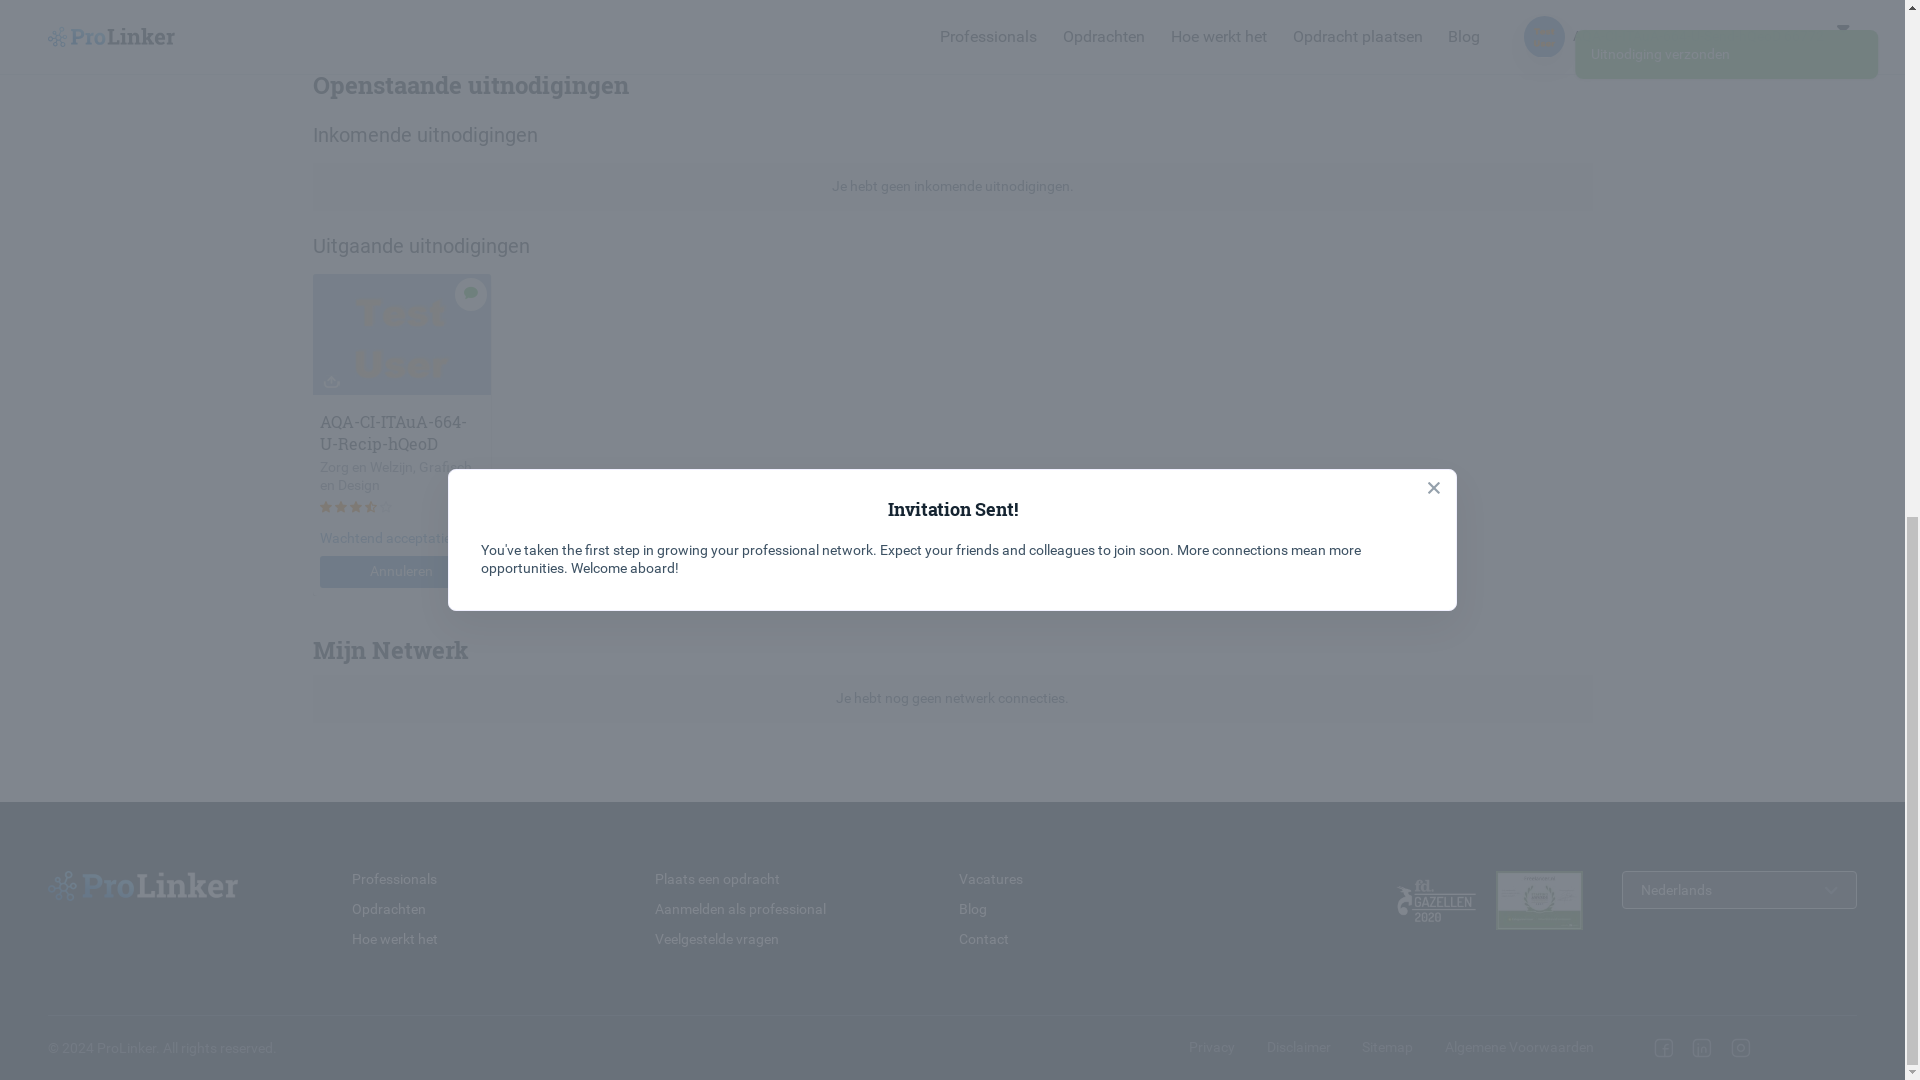 ProLinker
Professionals Opdrachten Hoe werkt het Opdracht plaatsen Blog
Uitnodiging verzonden
Openstaande uitnodigingen
Inkomende uitnodigingen
Je hebt geen inkomende uitnodigingen.
Uitgaande uitnodigingen
Test
User
AQA-CI-ITAuA-664-
U-Recip-hQeoD
Zorg en Welzijn, Grafisch
en Design
Wachtend acceptatie
Annuleren
Invitation Sent!
You've taken the first step in growing your professional network. Expect your friends and colleagues to join soon. More connections mean more
opportunities. Welcome aboard!
Mijn Netwerk
Je hebt nog geen netwerk connecties.
ProLinker
Professionals
Opdrachten
Hoe werkt het
Plaats een opdracht
Aanmelden als professional
Veelgestelde vragen
Vacatures
Blog
Contact
fd.
GAZELLEN
2020
Nederlands
© 2024 ProLinker. All rights reserved
Privacy Disclaimer Sitemap Algemene Voorwaarden